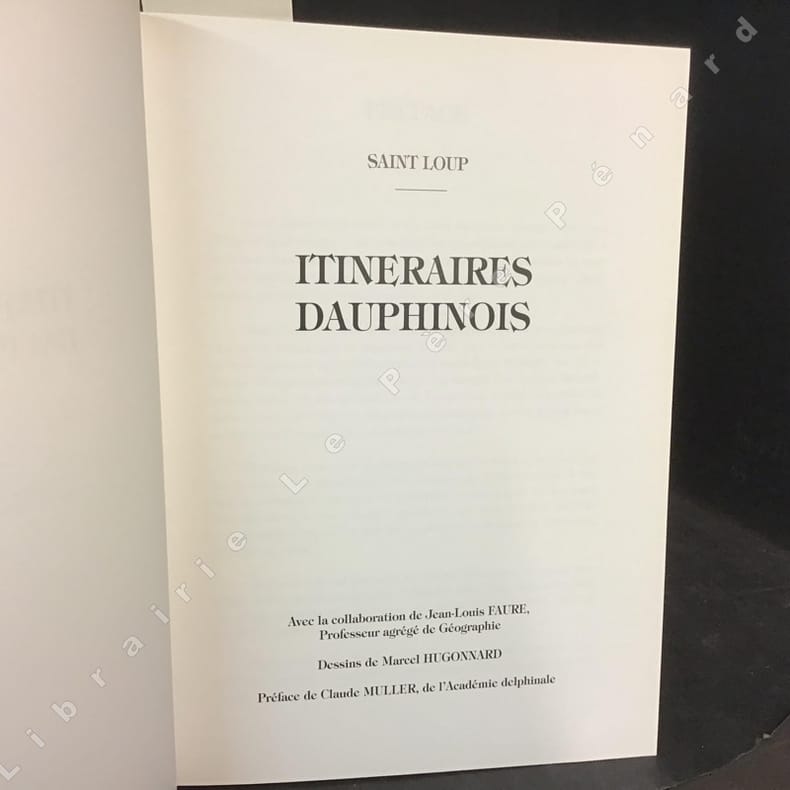 SAINT LOUP
ITINERAIRES
DAUPHINOIS
Avec la collaboration de Jean-Louis FAURE,
Professeur agrégé de Géographie
Dessins de Marcel HUGONNARD
Préface de Claude MULLER, de l'Académie delphinale
Librairie Le Pé Pénard